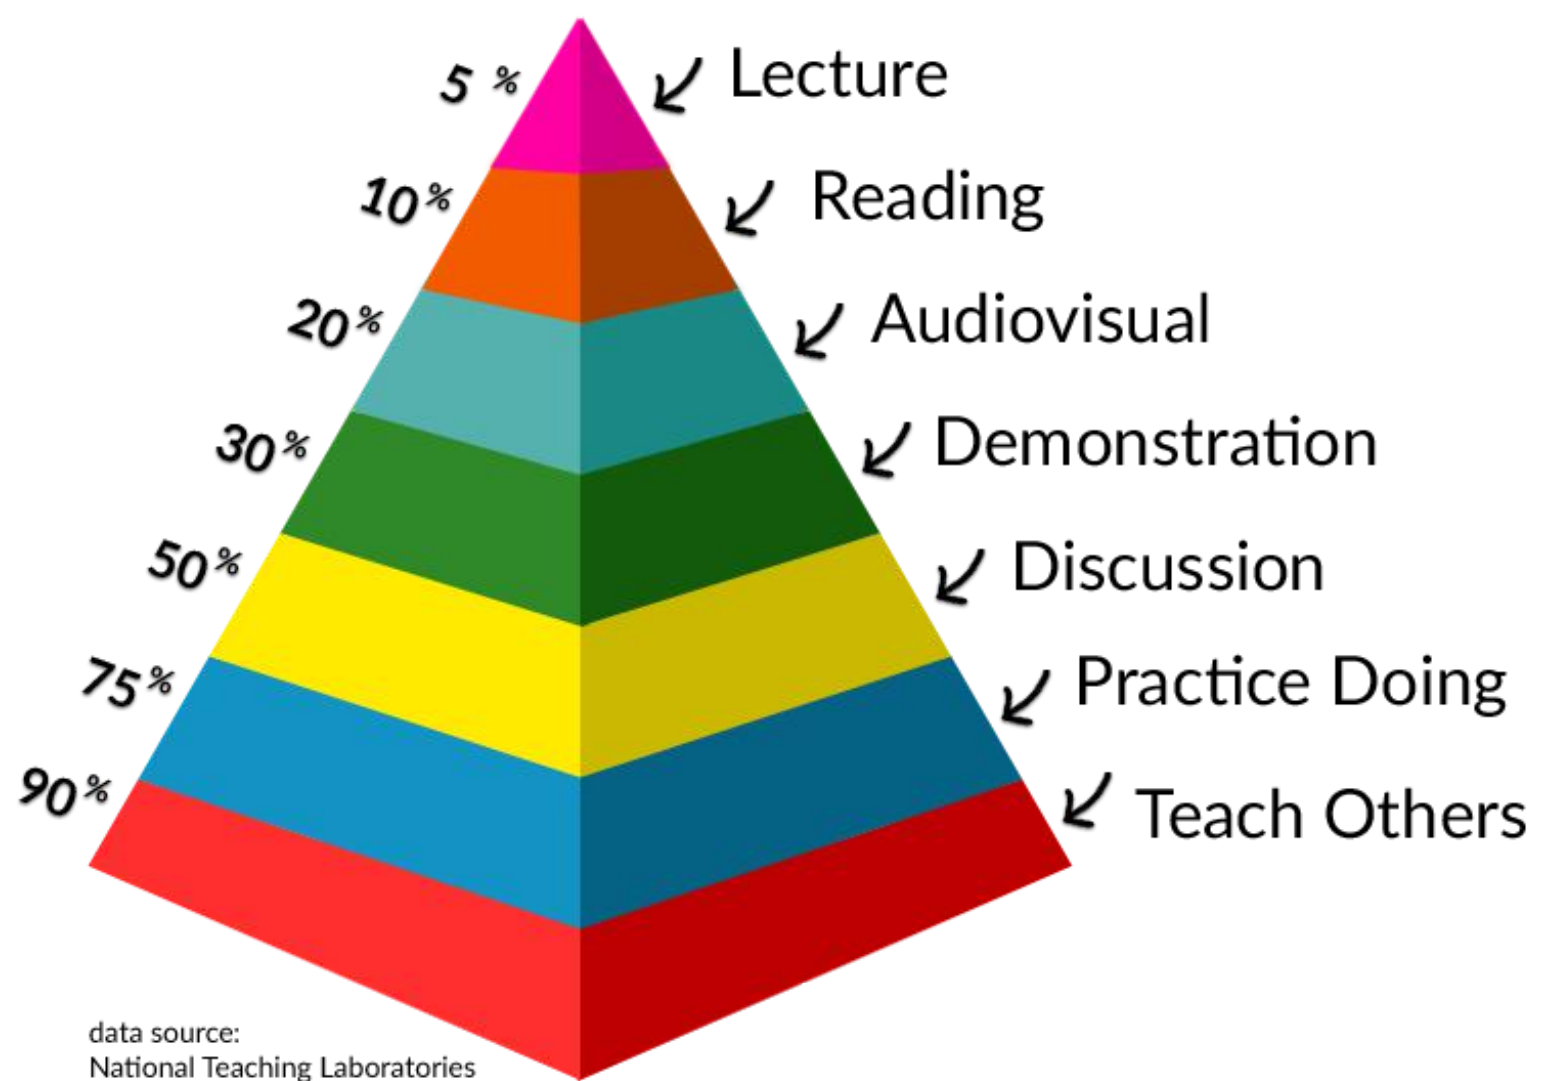 5 % Lecture
10% Reading
20% Audiovisual
30% Demonstration
50% Discussion
75% Practice Doing
90% Teach Others
data source:
National Teaching Laboratories